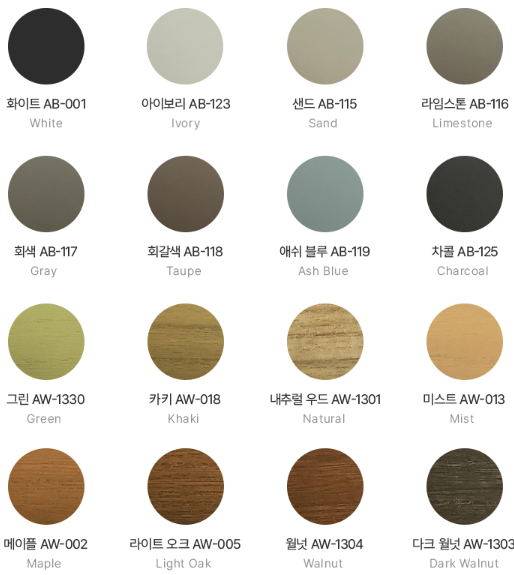 화이트 AB-001
White
아이보리 AB-123
Ivory
샌드 AB-115
Sand
라임스톤 AB-116
Limestone
회색 AB-117
Gray
회갈색 AB-118
Taupe
애쉬 블루 AB-119
Ash Blue
차콜 AB-125
Charcoal
그린 AW-1330
Green
카키 AW-018
Khaki
내추럴 우드 AW-1301
Natural
미스트 AW-013
Mist
메이플 AW-002
Maple
라이트 오크 AW-005
Light Oak
월넛 AW-1304
Walnut
다크 월넛 AW-1303
Dark Walnut